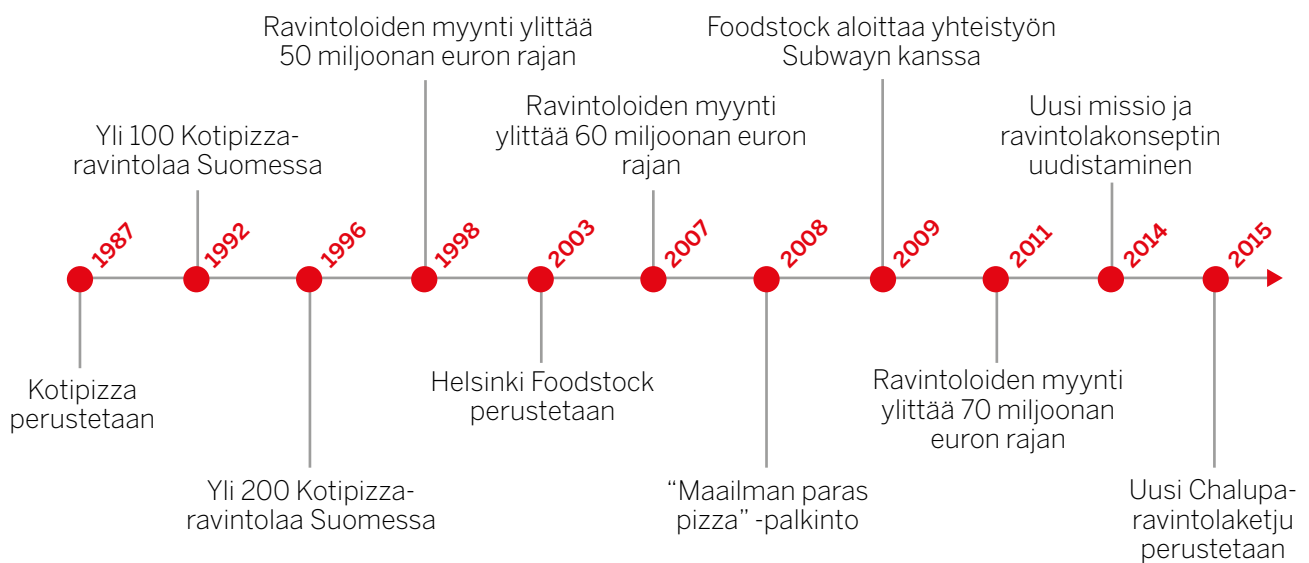 Ravintoloiden myynti ylittää
50 miljoonan euron rajan
Foodstock aloittaa yhteistyön
Subwayn kanssa
Yli 100 Kotipizza-
ravintolaa Suomessa
Ravintoloiden myynti
ylittää 60 miljoonan euron
rajan
Uusi missio ja
ravintolakonseptin
uudistaminen
1987
1992
1996
1998
2003
2007
2008
2009
2011
2014
2015
Kotipizza
perustetaan
Helsinki Foodstock
perustetaan
Ravintoloiden myynti
ylittää 70 miljoonan
euron rajan
Yli 200 Kotipizza-
ravintolaa Suomessa
“Maailman paras
pizza” -palkinto
Uusi Chalupa-
ravintolaketju
perustetaan